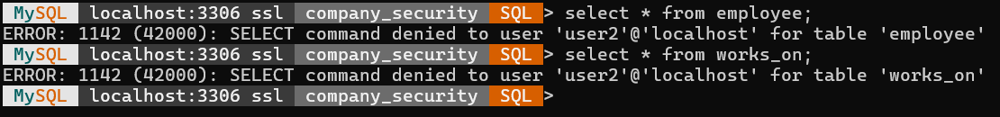 MySQL localhost:3306 ssl company_security SQL> select * from employee;
ERROR: 1142 (42000): SELECT command denied to user 'user2'@'localhost' for table 'employee'
MySQL localhost:3306 ssl company_security SQL> select * from works_on;
ERROR: 1142 (42000): SELECT command denied to user 'user2'@'localhost' for table 'works_on'
MySQL localhost:3306 ssl company_security SQL>